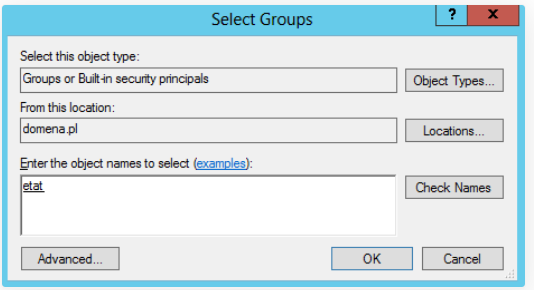 Select Groups
? x
Select this object type:
Groups or Built-in security principals
Object Types...
From this location:
domena.pl
Locations...
Enter the object names to select (examples):
etat
Check Names
Advanced...
OK
Cancel